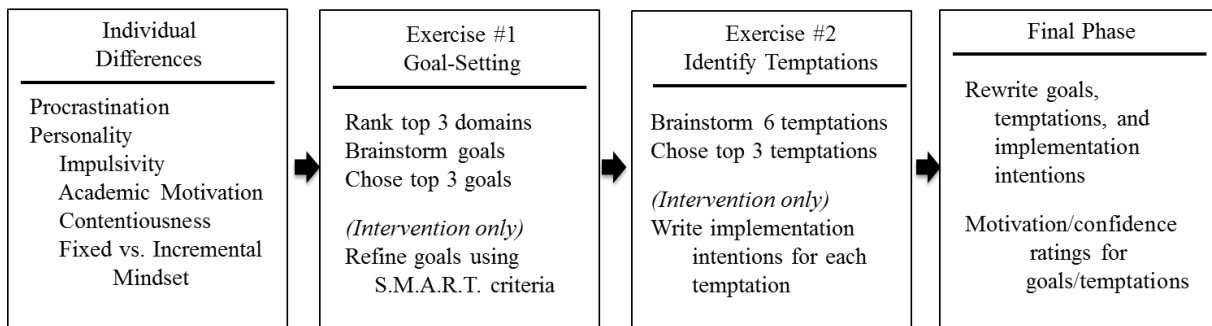 Individual
Differences
Procrastination
Personality
Impulsivity
Academic Motivation
Contentiousness
Fixed vs. Incremental
Mindset
Exercise #1
Goal-Setting
Rank top 3 domains
Brainstorm goals
Chose top 3 goals
(Intervention only)
Refine goals using
S.M.A.R.T. criteria
Exercise #2
Identify Temptations
Brainstorm 6 temptations
Chose top 3 temptations
(Intervention only)
Write implementation
intentions for each
temptation
Final Phase
Rewrite goals,
temptations, and
implementation
intentions
Motivation/confidence
ratings for
goals/temptations